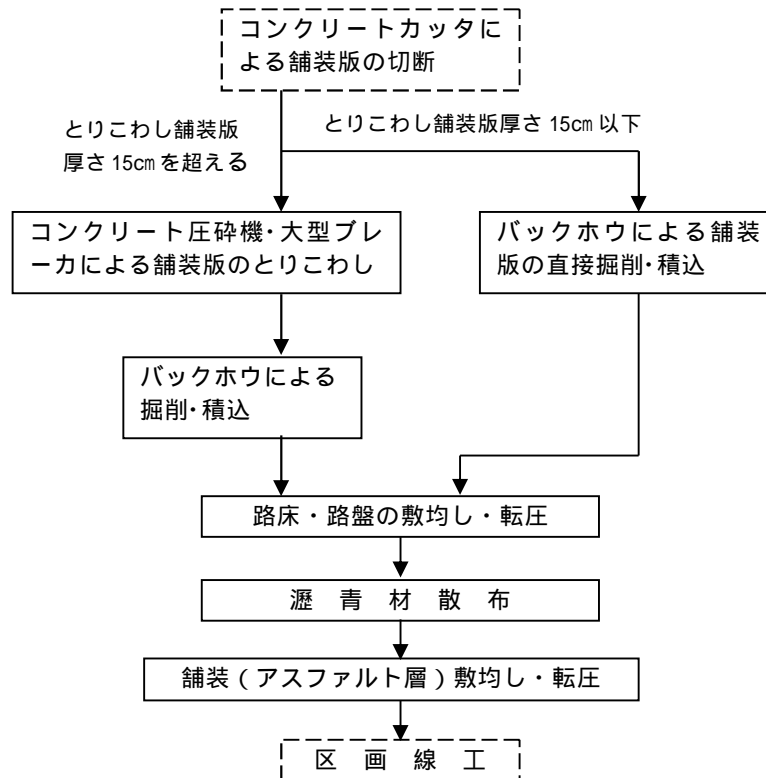 コンクリートカッタに
よる舗装版の切断
とりこわし舗装版
厚さ15㎝を超える
とりこわし舗装版厚さ15㎝以下
コンクリート圧砕機・大型ブレ
ーカによる舗装版のとりこわし
バックホウによる舗装
版の直接掘削・積込
バックホウによる
掘削・積込
路床・路盤の敷均し・転圧
瀝青材散布
舗装(アスファルト層)敷均し・転圧
区画線工